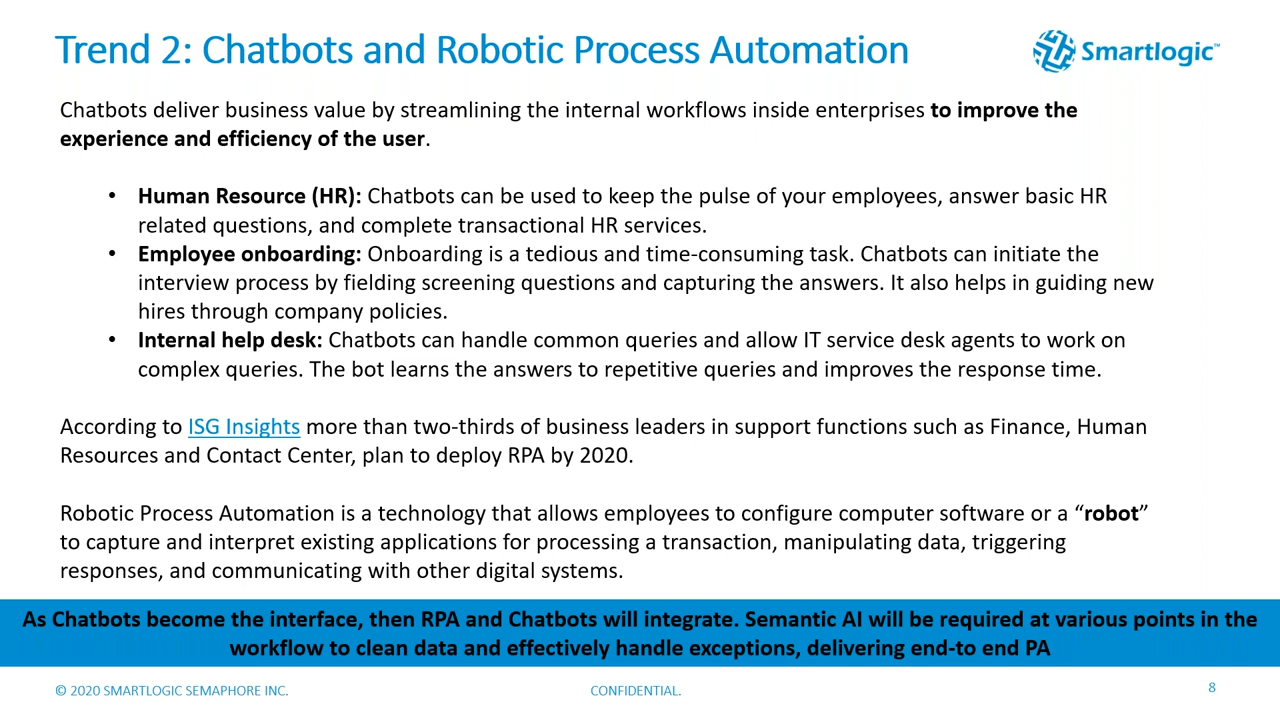 Trend 2: Chatbots and Robotic Process Automation
Smartlogic™
Chatbots deliver business value by streamlining the internal workflows inside enterprises to improve the
experience and efficiency of the user.
• Human Resource (HR): Chatbots can be used to keep the pulse of your employees, answer basic HR
related questions, and complete transactional HR services.
• Employee onboarding: Onboarding is a tedious and time-consuming task. Chatbots can initiate the
interview process by fielding screening questions and capturing the answers. It also helps in guiding new
hires through company policies.
• Internal help desk: Chatbots can handle common queries and allow IT service desk agents to work on
complex queries. The bot learns the answers to repetitive queries and improves the response time.
According to ISG Insights more than two-thirds of business leaders in support functions such as Finance, Human
Resources and Contact Center, plan to deploy RPA by 2020.
Robotic Process Automation is a technology that allows employees to configure computer software or a “robot”
to capture and interpret existing applications for processing a transaction, manipulating data, triggering
responses, and communicating with other digital systems.
As Chatbots become the interface, then RPA and Chatbots will integrate. Semantic AI will be required at various points in the
workflow to clean data and effectively handle exceptions, delivering end-to end PA
© 2020 SMARTLOGIC SEMAPHORE INC.
CONFIDENTIAL.
8